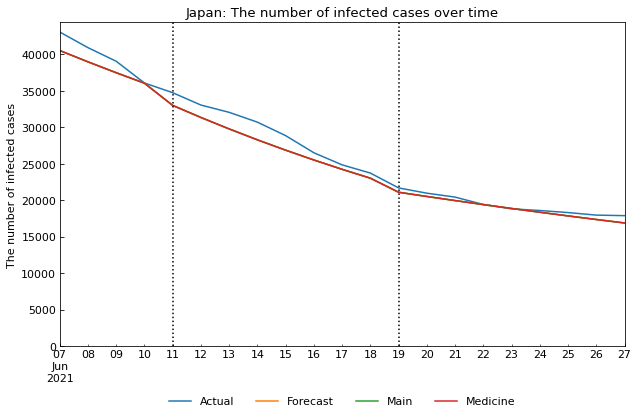 Japan: The number of infected cases over time
The number of infected cases
40000
35000
30000
25000
20000
15000
10000
5000
0
07 08 09 10 11 12 13 14 15 16 17 18 19 20 21 22 23 24 25 26 27
Jun
2021
Actual Forecast Main Medicine